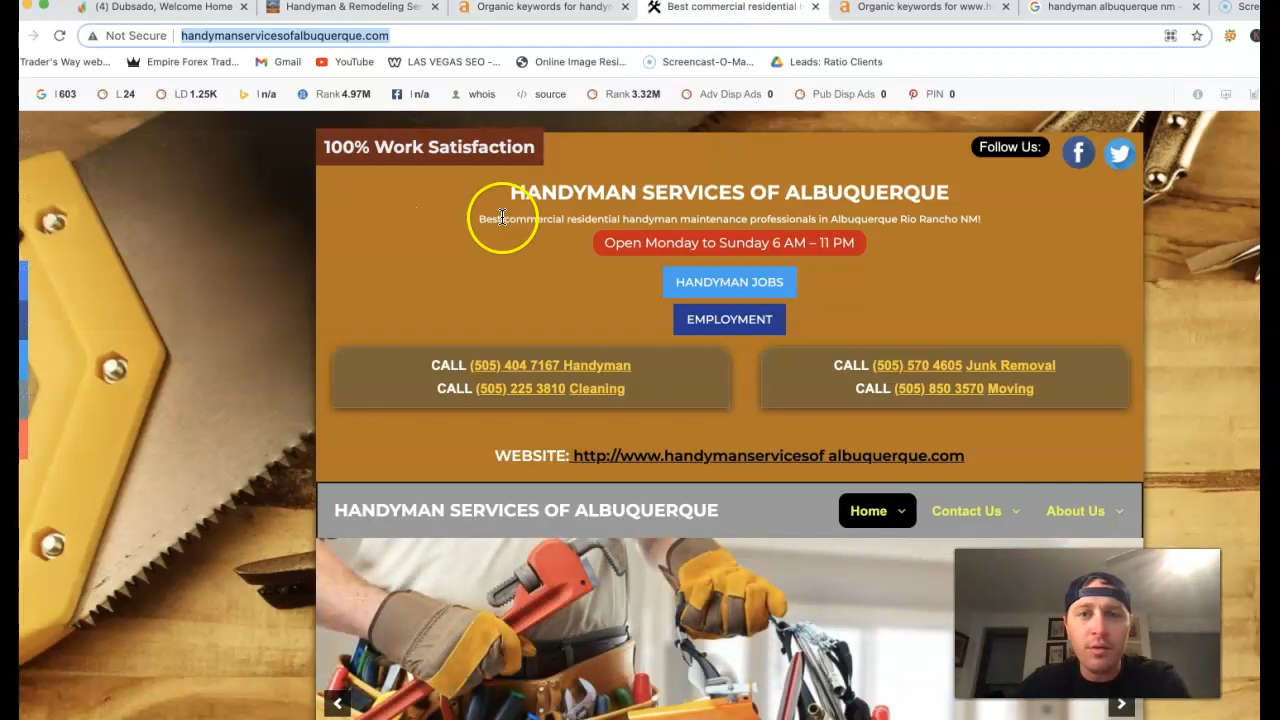 (4) Dubsado, Welcome Home
Handyman & Remodeling Ser
Organic keywords for handym
Best commercial residential h
Organic keywords for www.h
handyman albuquerque nm -
Scre
Not Secure
handymanservicesofalbuquerque.com
Trader's Way web...
Empire Forex Trad...
Gmail
YouTube
LAS VEGAS SEO -...
Online Image Resi...
Screencast-O-Ma...
Leads: Ratio Clients
I 603
L 24
LD 1.25K
I n/a
Rank 4.97M
I n/a
whois
source
Rank 3.32M
Adv Disp Ads 0
Pub Disp Ads 0
PIN 0
100% Work Satisfaction
Follow Us:
HANDYMAN SERVICES OF ALBUQUERQUE
Best commercial residential handyman maintenance professionals in Albuquerque Rio Rancho NM!
Open Monday to Sunday 6 AM – 11 PM
HANDYMAN JOBS
EMPLOYMENT
CALL (505) 404 7167 Handyman
CALL (505) 225 3810 Cleaning
CALL (505) 570 4605 Junk Removal
CALL (505) 850 3570 Moving
WEBSITE: http://www.handymanservicesof albuquerque.com
HANDYMAN SERVICES OF ALBUQUERQUE
Home
Contact Us
About Us